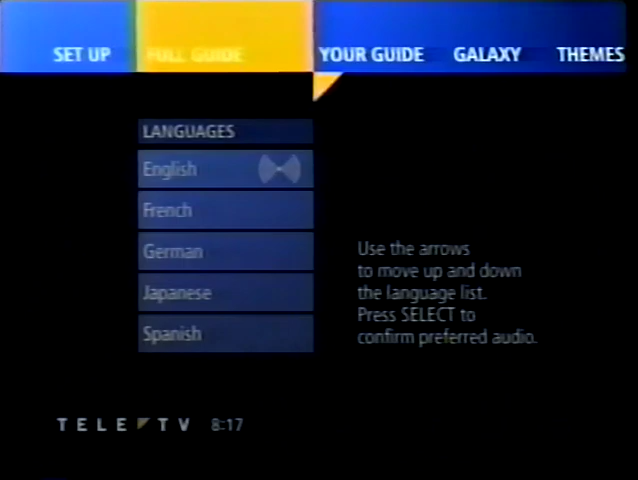 SET UP FULL GUIDE YOUR GUIDE GALAXY THEMES
LANGUAGES
English
French
German
Japanese
Spanish
Use the arrows
to move up and down
the language list.
Press SELECT to
confirm preferred audio.
TELE TV 8:17